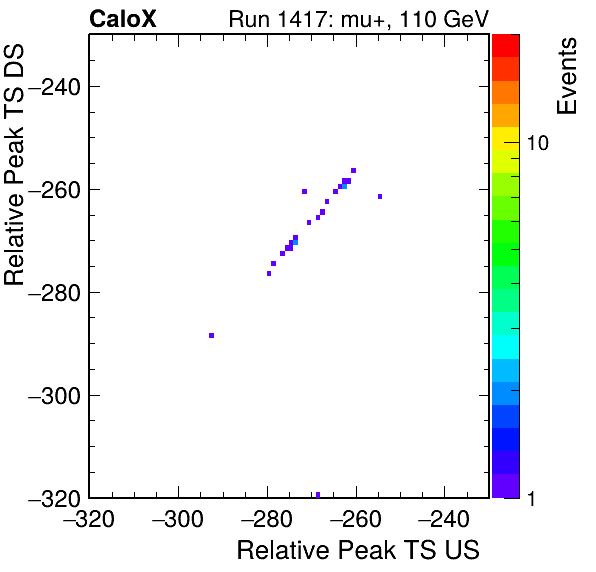 CaloX Run 1417: mu+, 110 GeV
Relative Peak TS DS
−240
−260
−280
−300
−320
−320 −300 −280 −260 −240
Relative Peak TS US
Events
10
1